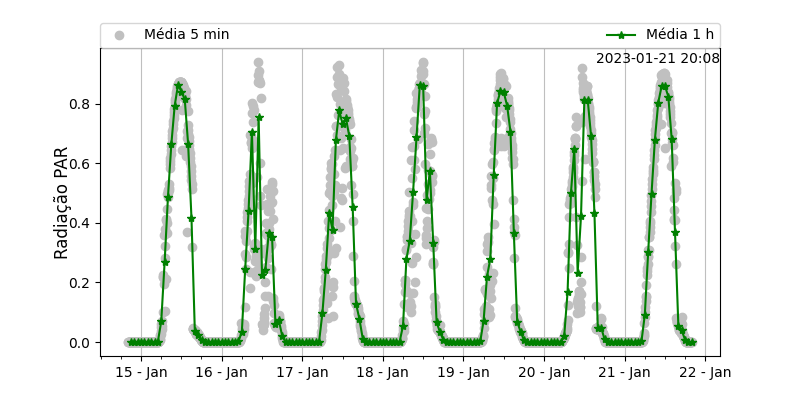 Média 5 min
Média 1 h
2023-01-21 20:08
Radiação PAR
0.8
0.6
0.4
0.2
0.0
15 - Jan
16 - Jan
17 - Jan
18 - Jan
19 - Jan
20 - Jan
21 - Jan
22 - Jan